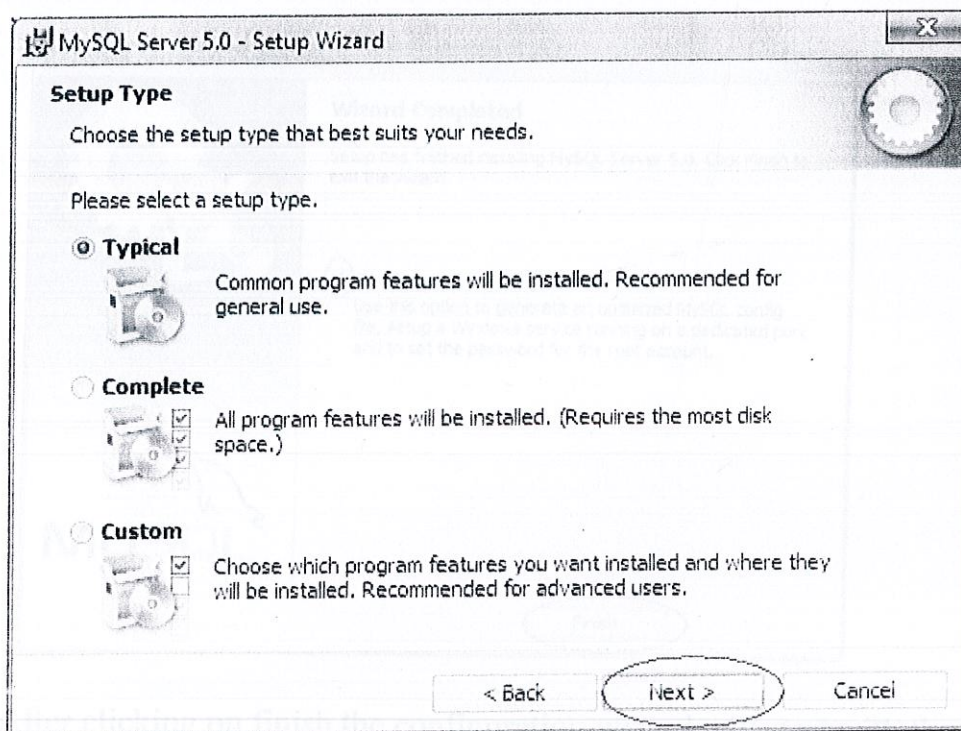 MySQL Server 5.0 - Setup Wizard
Setup Type
Choose the setup type that best suits your needs.
Please select a setup type.
Typical
Common program features will be installed. Recommended for
general use.
Complete
All program features will be installed. (Requires the most disk
space.)
Custom
Choose which program features you want installed and where they
will be installed. Recommended for advanced users.
< Back
Next >
Cancel